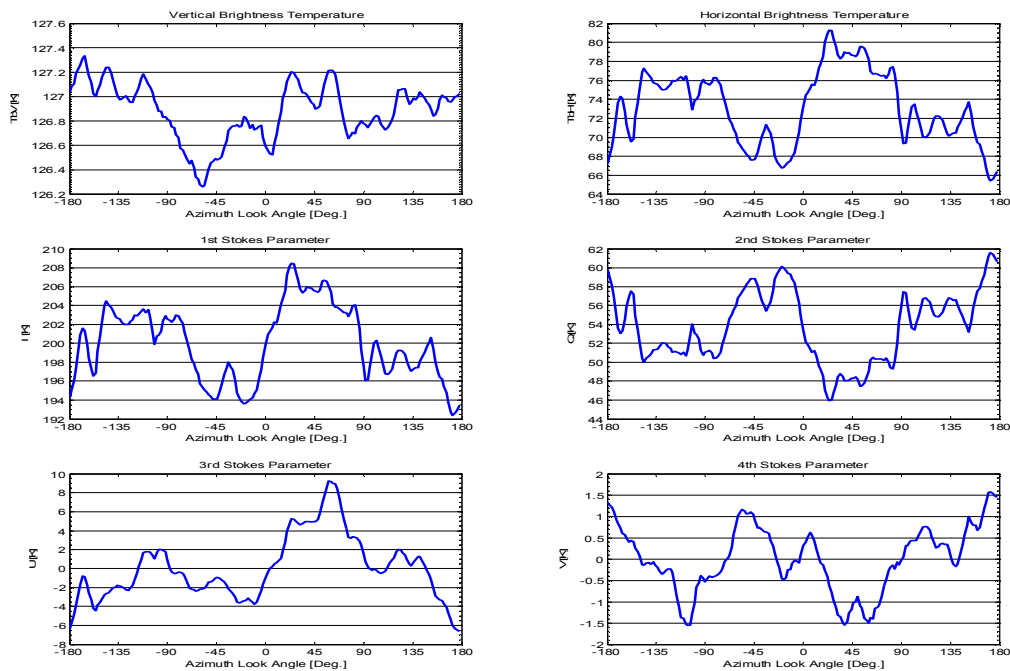 Vertical Brightness Temperature
127.6
127.4
127.2
127
126.8
126.6
126.4
126.2
TbV[K]
-180 -135 -90 -45 0 45 90 135 180
Azimuth Look Angle [Deg.]
Horizontal Brightness Temperature
82
80
78
76
74
72
70
68
66
64
TbH[K]
-180 -135 -90 -45 0 45 90 135 180
Azimuth Look Angle [Deg.]
1st Stokes Parameter
210
208
206
204
202
200
198
196
194
192
I [K]
-180 -135 -90 -45 0 45 90 135 180
Azimuth Look Angle [Deg.]
2nd Stokes Parameter
62
60
58
56
54
52
50
48
46
44
Q[K]
-180 -135 -90 -45 0 45 90 135 180
Azimuth Look Angle [Deg.]
3rd Stokes Parameter
10
8
6
4
2
0
-2
-4
-6
-8
U[K]
-180 -135 -90 -45 0 45 90 135 180
Azimuth Look Angle [Deg.]
4th Stokes Parameter
2
1.5
1
0.5
0
-0.5
-1
-1.5
-2
V[K]
-180 -135 -90 -45 0 45 90 135 180
Azimuth Look Angle [Deg.]